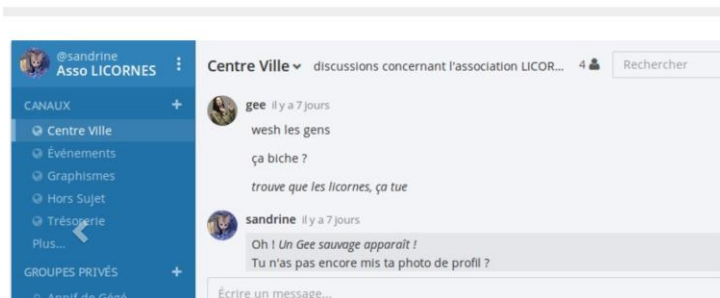 @sandrine
Asso LICORNES
CANAUX +
Centre Ville
Événements
Graphismes
Hors Sujet
Trésorerie
Plus...
GROUPES PRIVÉS +
Annif de Gégé
Centre Ville discussions concernant l'association LICOR... 4 Rechercher
gee il y a 7 jours
wesh les gens
ça biche ?
trouve que les licornes, ça tue
sandrine il y a 7 jours
Oh ! Un Gee sauvage apparaît !
Tu n'as pas encore mis ta photo de profil ?
Écrire un message...